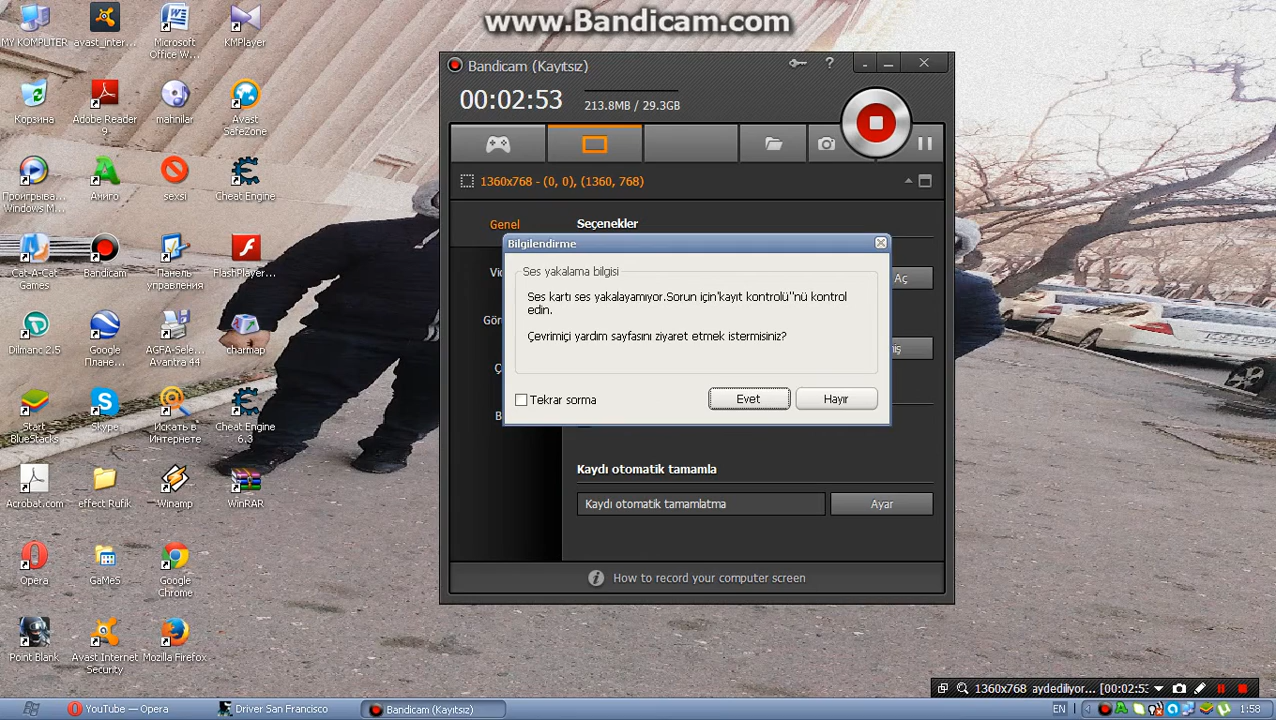 www.Bandicam.com
MY KOMPUTER
avast_inter...
Microsoft
Office W...
KMPlayer
Корзина
Adobe Reader
9
mahnilar
Avast
SafeZone
Проигрыва...
Windows M...
Амиго
sexsi
Cheat Engine
Cat-A-Cat
Games
Bandicam
Панель
управления
FlashPlayer...
Dilmanc 2.5
Google
Плане...
AGFA-Sele...
Avantra 44
charmap
Start
BlueStacks
Skype
Искать в
Интернете
Cheat Engine
6.3
Acrobat.com
effect Rufik
Winamp
WinRAR
Opera
GaMeS
Google
Chrome
Point Blank
Avast Internet
Security
Mozilla Firefox
Bandicam (Kayıtsız)
00:02:53
213.8MB / 29.3GB
1360x768 - (0, 0), (1360, 768)
Genel
Seçenekler
Bilgilendirme
Ses yakalama bilgisi
Ses kartı ses yakalayamıyor.Sorun için'kayıt kontrolü''nü kontrol
edin.
Çevrimiçi yardım sayfasını ziyaret etmek istermisiniz?
Tekrar sorma
Evet
Hayır
Aç
Kaydı otomatik tamamla
Kaydı otomatik tamamlatma
Ayar
How to record your computer screen
1360x768 aydediliyor... [00:02:53
YouTube — Opera
Driver San Francisco
Bandicam (Kayıtsız)
EN
1:58